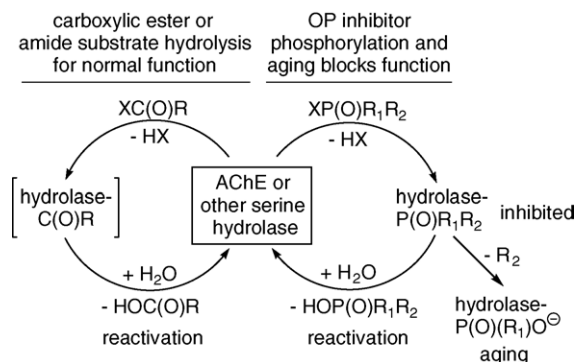 carboxylic ester or
amide substrate hydrolysis
for normal function
OP inhibitor
phosphorylation and
aging blocks function
XC(O)R
- HX
XP(O)R₁R₂
- HX
hydrolase-
C(O)R
AChE or
other serine
hydrolase
hydrolase-
P(O)R₁R₂
inhibited
- R₂
+ H₂O
- HOC(O)R
reactivation
+ H₂O
- HOP(O)R₁R₂
reactivation
hydrolase-
P(O)(R₁)O⊖
aging